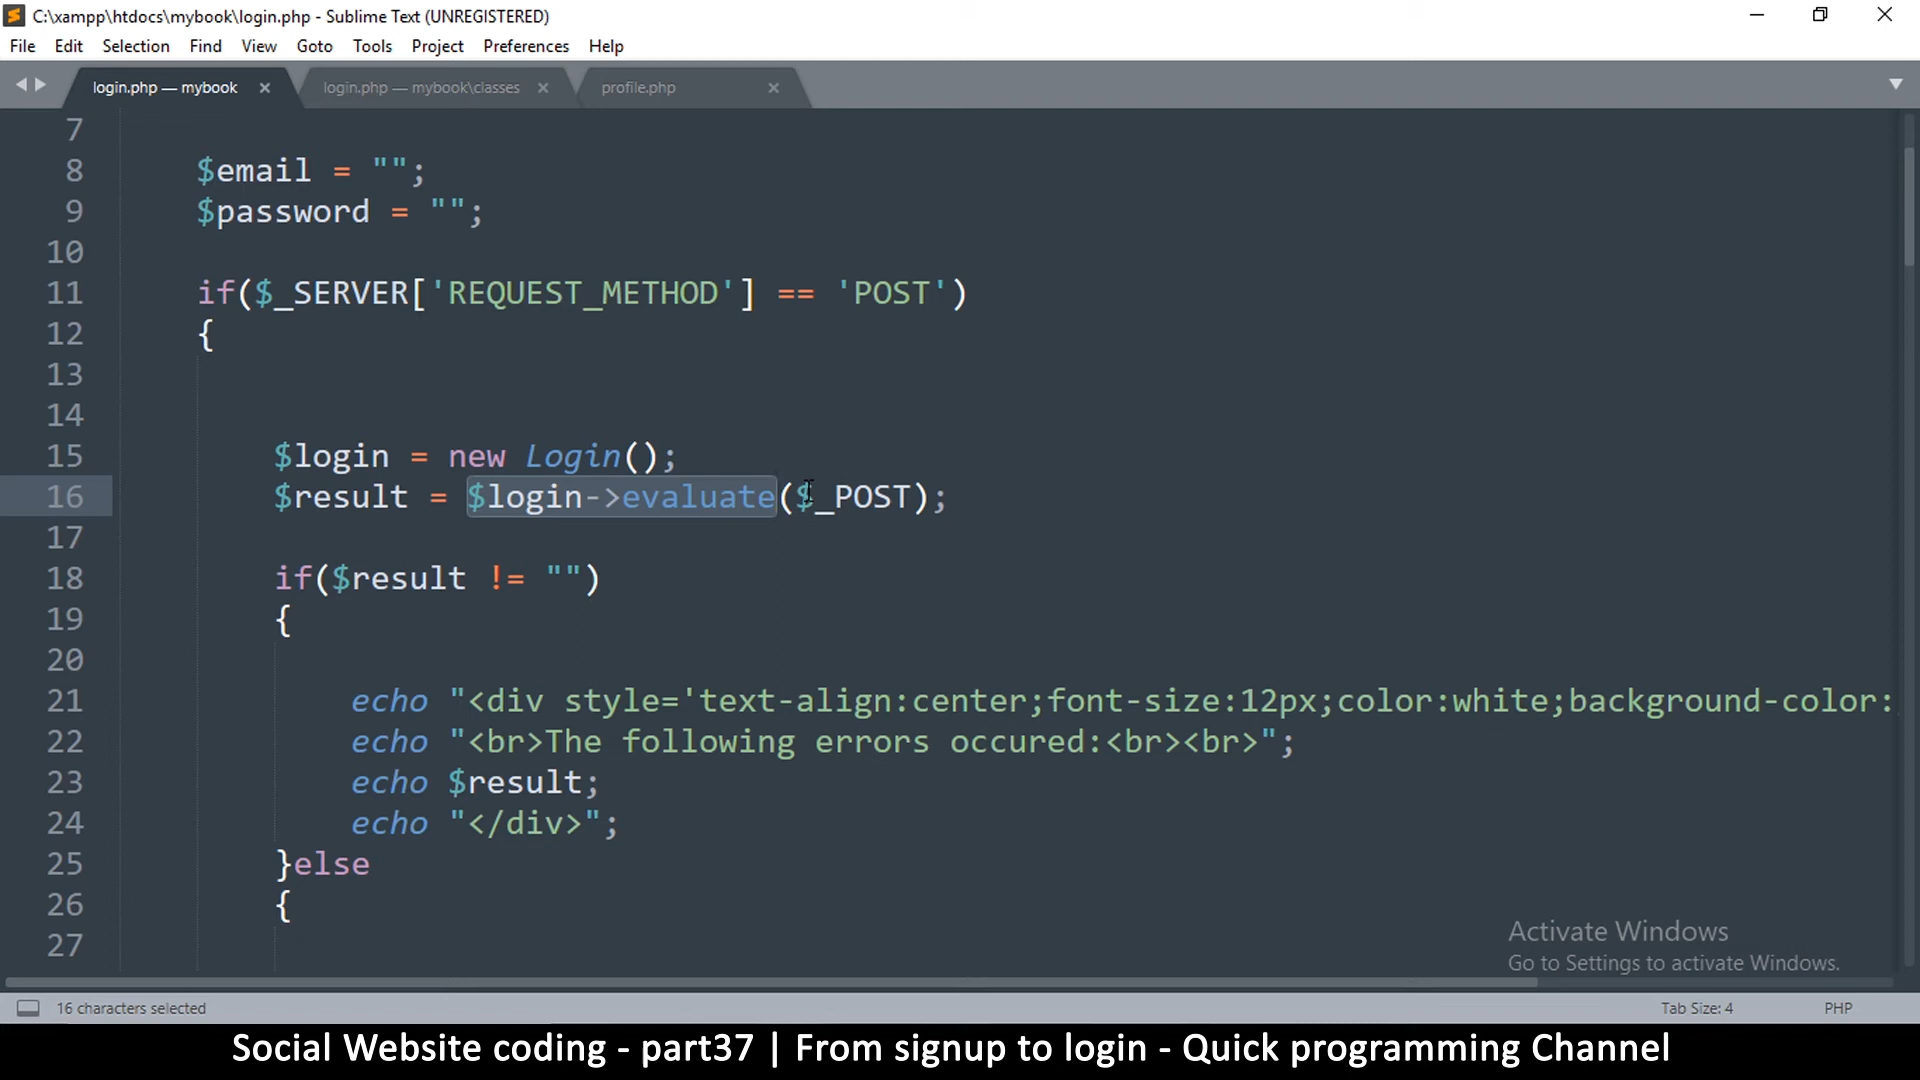 C:\xampp\htdocs\mybook\login.php - Sublime Text (UNREGISTERED)
File Edit Selection Find View Goto Tools Project Preferences Help
login.php — mybook login.php — mybook\classes profile.php
7
8 $email = "";
9 $password = "";
10
11 if($_SERVER['REQUEST_METHOD'] == 'POST')
12 {
13
14
15 $login = new Login();
16 $result = $login->evaluate($_POST);
17
18 if($result != "")
19 {
20
21 echo "<div style='text-align:center;font-size:12px;color:white;background-color:
22 echo "<br>The following errors occured:<br><br>";
23 echo $result;
24 echo "</div>";
25 }else
26 {
27
Activate Windows
Go to Settings to activate Windows.
16 characters selected Tab Size: 4 PHP
Social Website coding - part37 | From signup to login - Quick programming Channel